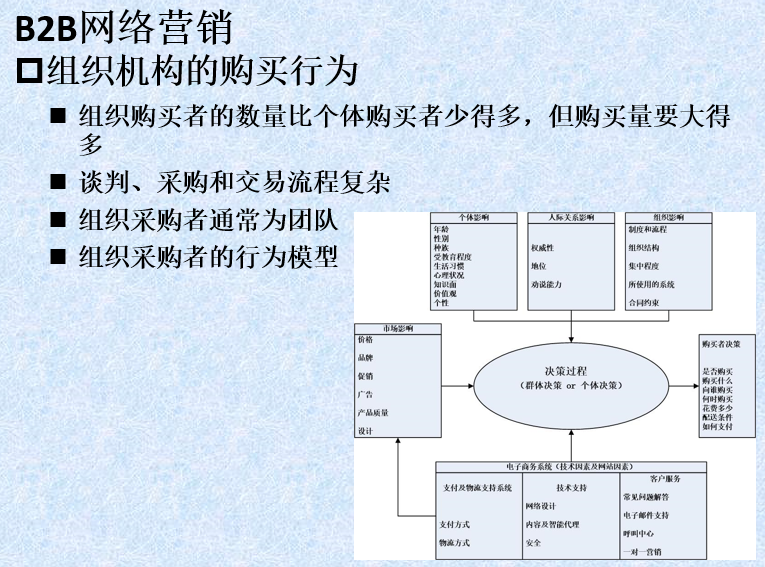 B2B网络营销
组织机构的购买行为
组织购买者的数量比个体购买者少得多，但购买量要大得
多
谈判、采购和交易流程复杂
组织采购者通常为团队
组织采购者的行为模型
个体影响
年龄
性别
种族
受教育程度
生活习惯
心理状况
知识面
价值观
个性
人际关系影响
权威性
地位
劝说能力
组织影响
制度和流程
组织结构
集中程度
所使用的系统
合同约束
市场影响
价格
品牌
促销
广告
产品质量
设计
决策过程
（群体决策 or 个体决策）
购买者决策
是否购买
购买什么
向谁购买
何时购买
花费多少
配送条件
如何支付
电子商务系统（技术因素及网站因素）
支付及物流支持系统
支付方式
物流方式
技术支持
网络设计
内容及智能代理
安全
客户服务
常见问题解答
电子邮件支持
呼叫中心
一对一营销